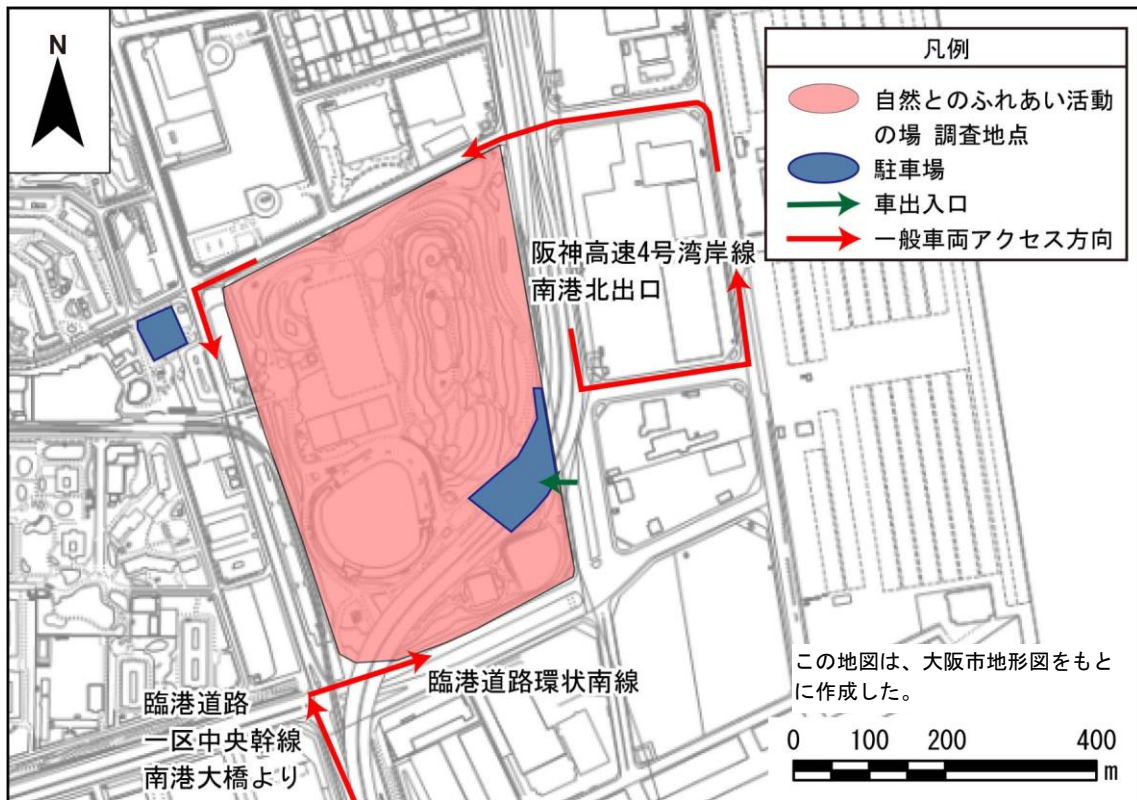 N
凡例
自然とのふれあい活動
の場 調査地点
駐車場
車出入口
一般車両アクセス方向
阪神高速4号湾岸線
南港北出口
臨港道路環状南線
臨港道路
一区中央幹線
南港大橋より
この地図は、大阪市地形図をもと
に作成した。
0 100 200 400
m